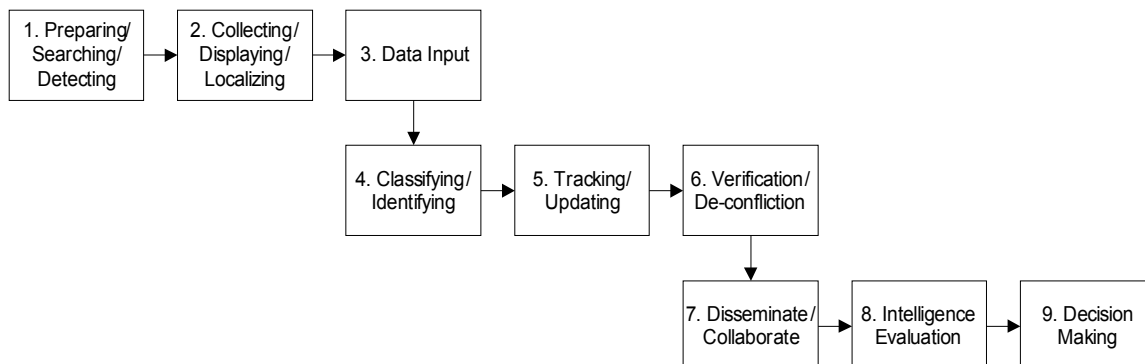 1. Preparing/
Searching/
Detecting
2. Collecting/
Displaying/
Localizing
3. Data Input
4. Classifying/
Identifying
5. Tracking/
Updating
6. Verification/
De-confliction
7. Disseminate/
Collaborate
8. Intelligence
Evaluation
9. Decision
Making